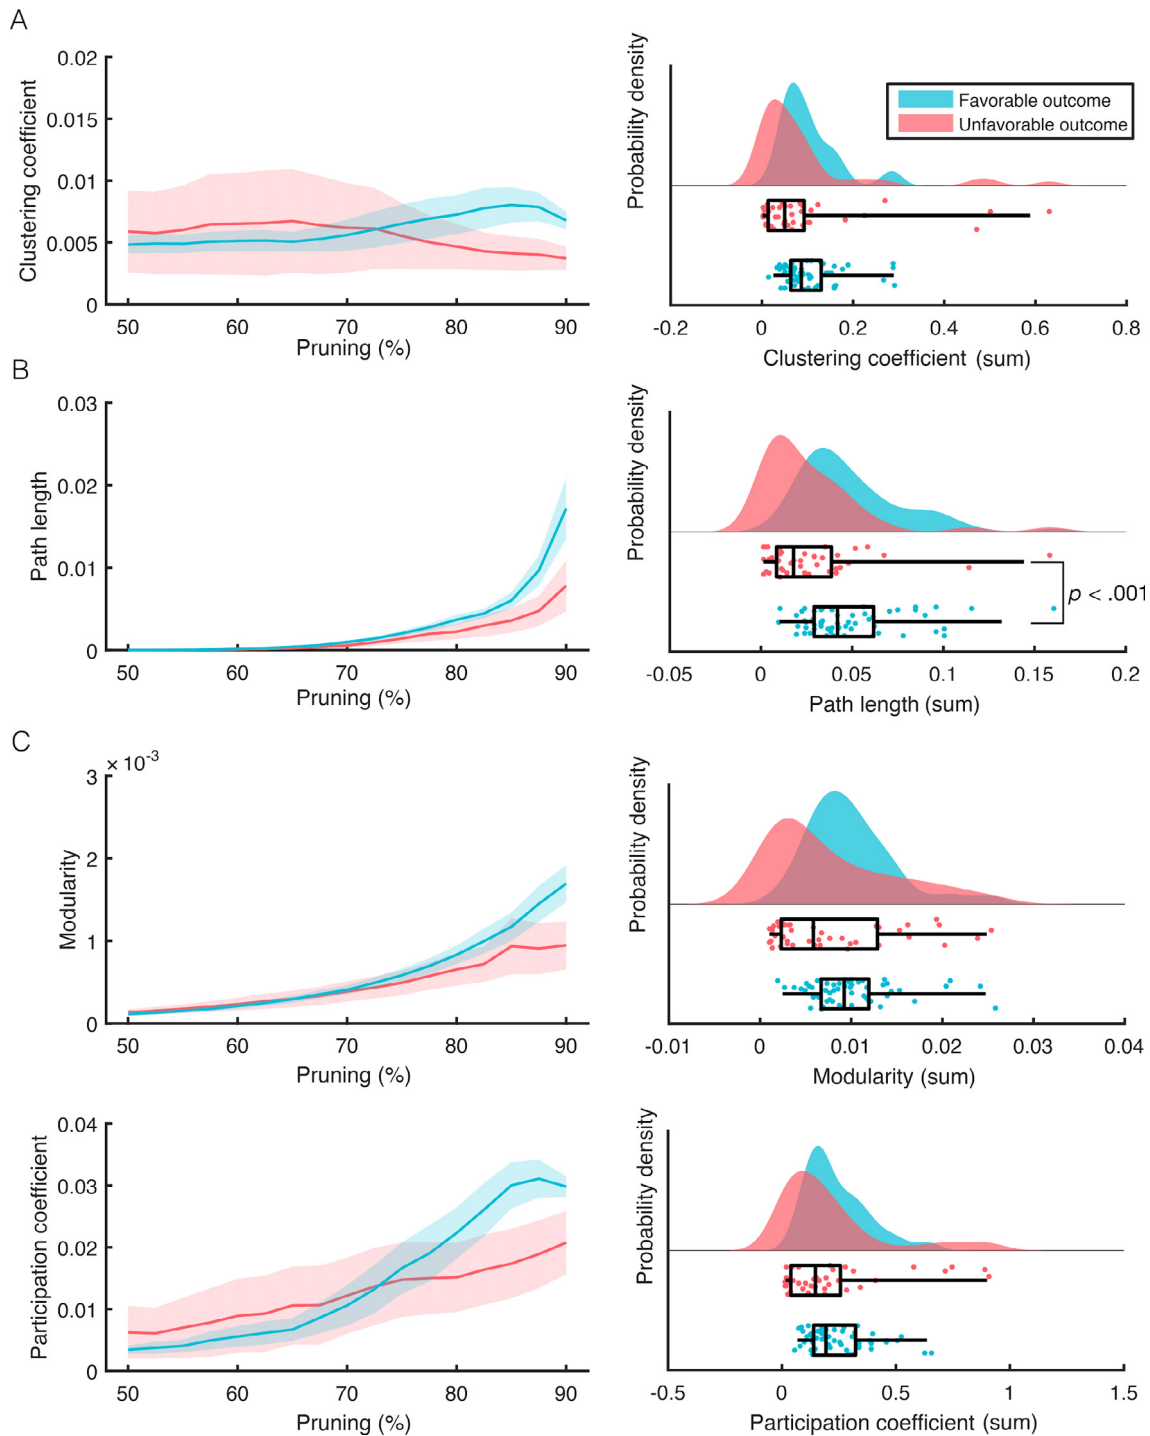 A
Clustering coefficient
0.02
0.015
0.01
0.005
0
50 60 70 80 90
Pruning (%)
Probability density
Favorable outcome
Unfavorable outcome
-0.2 0 0.2 0.4 0.6 0.8
Clustering coefficient (sum)
B
Path length
0.03
0.02
0.01
0
50 60 70 80 90
Pruning (%)
Probability density
p < .001
-0.05 0 0.05 0.1 0.15 0.2
Path length (sum)
C
× 10-3
Modularity
3
2
1
0
50 60 70 80 90
Pruning (%)
Probability density
-0.01 0 0.01 0.02 0.03 0.04
Modularity (sum)
Participation coefficient
0.04
0.03
0.02
0.01
0
50 60 70 80 90
Pruning (%)
Probability density
-0.5 0 0.5 1 1.5
Participation coefficient (sum)